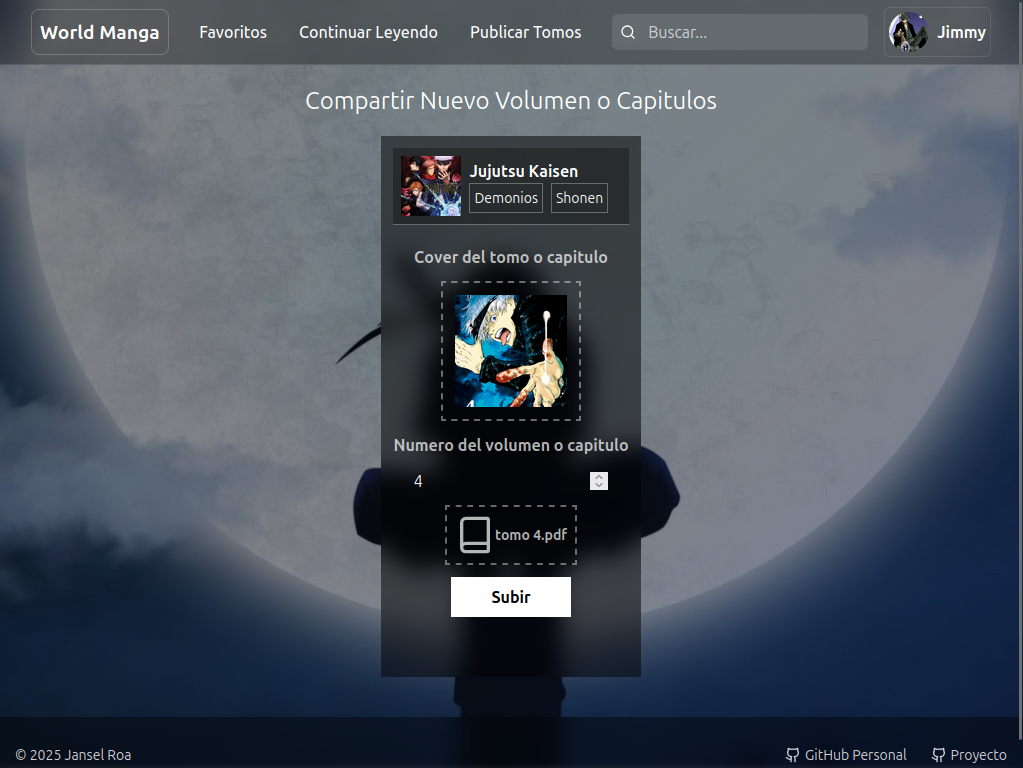 World Manga
Favoritos
Continuar Leyendo
Publicar Tomos
Buscar...
Jimmy
Compartir Nuevo Volumen o Capitulos
Jujutsu Kaisen
Demonios
Shonen
Cover del tomo o capitulo
Numero del volumen o capitulo
4
tomo 4.pdf
Subir
© 2025 Jansel Roa
GitHub Personal
Proyecto